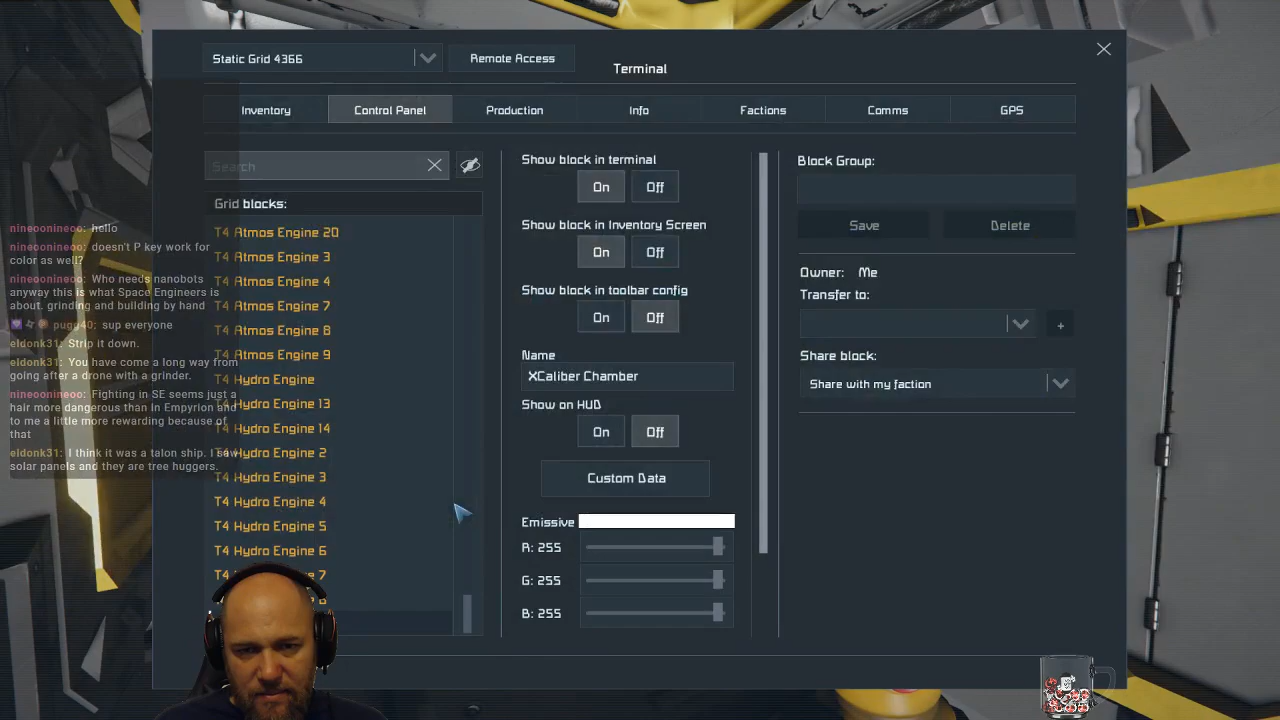 Static Grid 4366
Remote Access
Terminal
Inventory
Control Panel
Production
Info
Factions
Comms
GPS
Search
Grid blocks:
T4 Atmos Engine 20
T4 Atmos Engine 3
T4 Atmos Engine 4
T4 Atmos Engine 7
T4 Atmos Engine 8
T4 Atmos Engine 9
T4 Hydro Engine
T4 Hydro Engine 13
T4 Hydro Engine 14
T4 Hydro Engine 2
T4 Hydro Engine 3
T4 Hydro Engine 4
T4 Hydro Engine 5
T4 Hydro Engine 6
T4 Hydro Engine 7
nineoonineoo: hello
nineoonineoo: doesn't P key work for
color as well?
nineoonineoo: Who needs nanobots
anyway this is what Space Engineers is
about. grinding and building by hand
pugg40: sup everyone
eldonk31: Strip it down.
eldonk31: You have come a long way from
going after a drone with a grinder.
nineoonineoo: Fighting in SE seems just a
hair more dangerous than in Empyrion and
to me a little more rewarding because of
that
eldonk31: I think it was a talon ship. I saw
solar panels and they are tree huggers.
Show block in terminal
On Off
Show block in Inventory Screen
On Off
Show block in toolbar config
On Off
Name
XCaliber Chamber
Show on HUD
On Off
Custom Data
Emissive
R: 255
G: 255
B: 255
Block Group:
Save
Delete
Owner: Me
Transfer to:
+
Share block:
Share with my faction